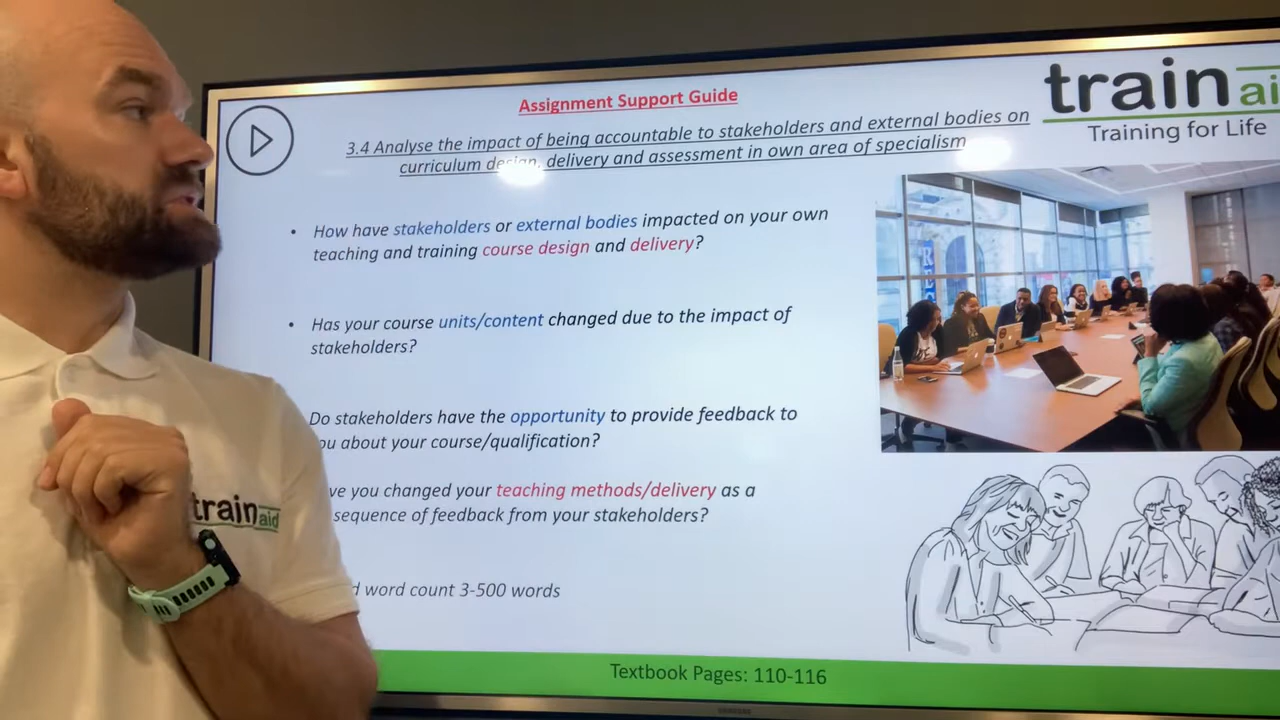 Assignment Support Guide
train aid
Training for Life
3.4 Analyse the impact of being accountable to stakeholders and external bodies on
curriculum design, delivery and assessment in own area of specialism
• How have stakeholders or external bodies impacted on your own
teaching and training course design and delivery?
• Has your course units/content changed due to the impact of
stakeholders?
Do stakeholders have the opportunity to provide feedback to
ou about your course/qualification?
ve you changed your teaching methods/delivery as a
sequence of feedback from your stakeholders?
d word count 3-500 words
Textbook Pages: 110-116
train aid
SAMSUNG